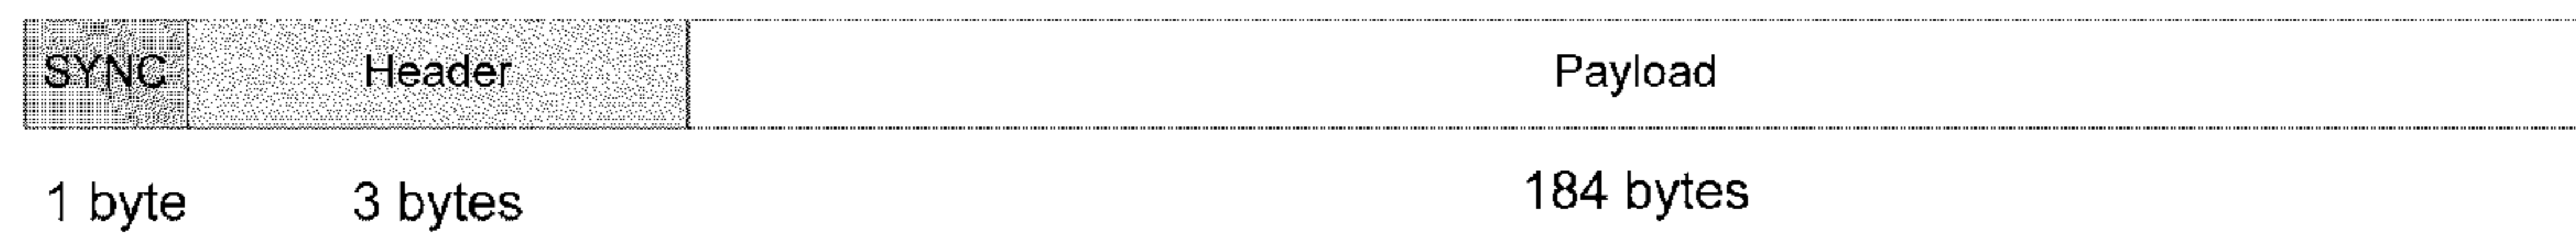 SYNC Header Payload
1 byte 3 bytes 184 bytes